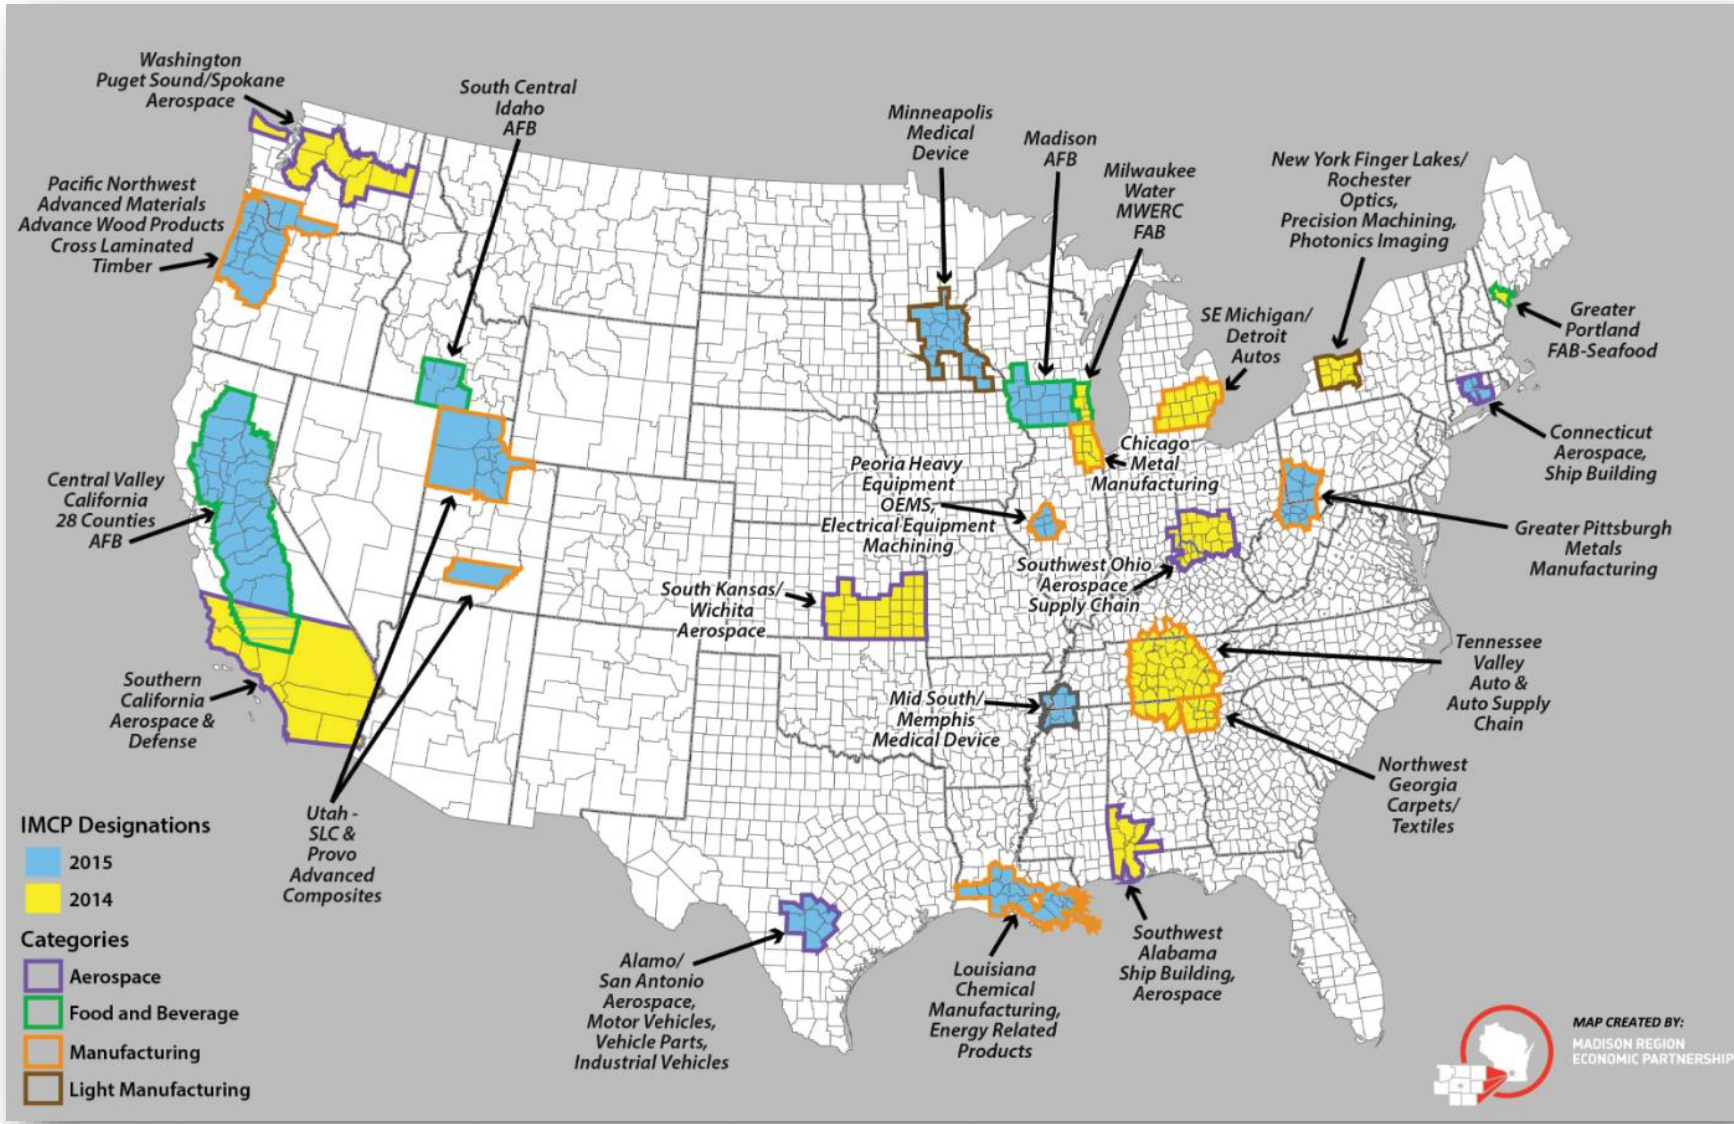 Washington
Puget Sound/Spokane
Aerospace
South Central
Idaho
AFB
Minneapolis
Medical
Device
Madison
AFB
Milwaukee
Water
MWERC
FAB
New York Finger Lakes/
Rochester
Optics,
Precision Machining,
Photonics Imaging
Pacific Northwest
Advanced Materials
Advance Wood Products
Cross Laminated
Timber
SE Michigan/
Detroit
Autos
Greater
Portland
FAB-Seafood
Connecticut
Aerospace,
Ship Building
Chicago
Metal
Manufacturing
Peoria Heavy
Equipment
OEMS,
Electrical Equipment
Machining
Central Valley
California
28 Counties
AFB
Greater Pittsburgh
Metals
Manufacturing
Southwest Ohio
Aerospace
Supply Chain
South Kansas/
Wichita
Aerospace
Tennessee
Valley
Auto &
Auto Supply
Chain
Southern
California
Aerospace &
Defense
Mid South/
Memphis
Medical Device
Northwest
Georgia
Carpets/
Textiles
Utah -
SLC &
Provo
Advanced
Composites
Alamo/
San Antonio
Aerospace,
Motor Vehicles,
Vehicle Parts,
Industrial Vehicles
Louisiana
Chemical
Manufacturing,
Energy Related
Products
Southwest
Alabama
Ship Building,
Aerospace
IMCP Designations
2015
2014
Categories
Aerospace
Food and Beverage
Manufacturing
Light Manufacturing
MAP CREATED BY:
MADISON REGION
ECONOMIC PARTNERSHIP